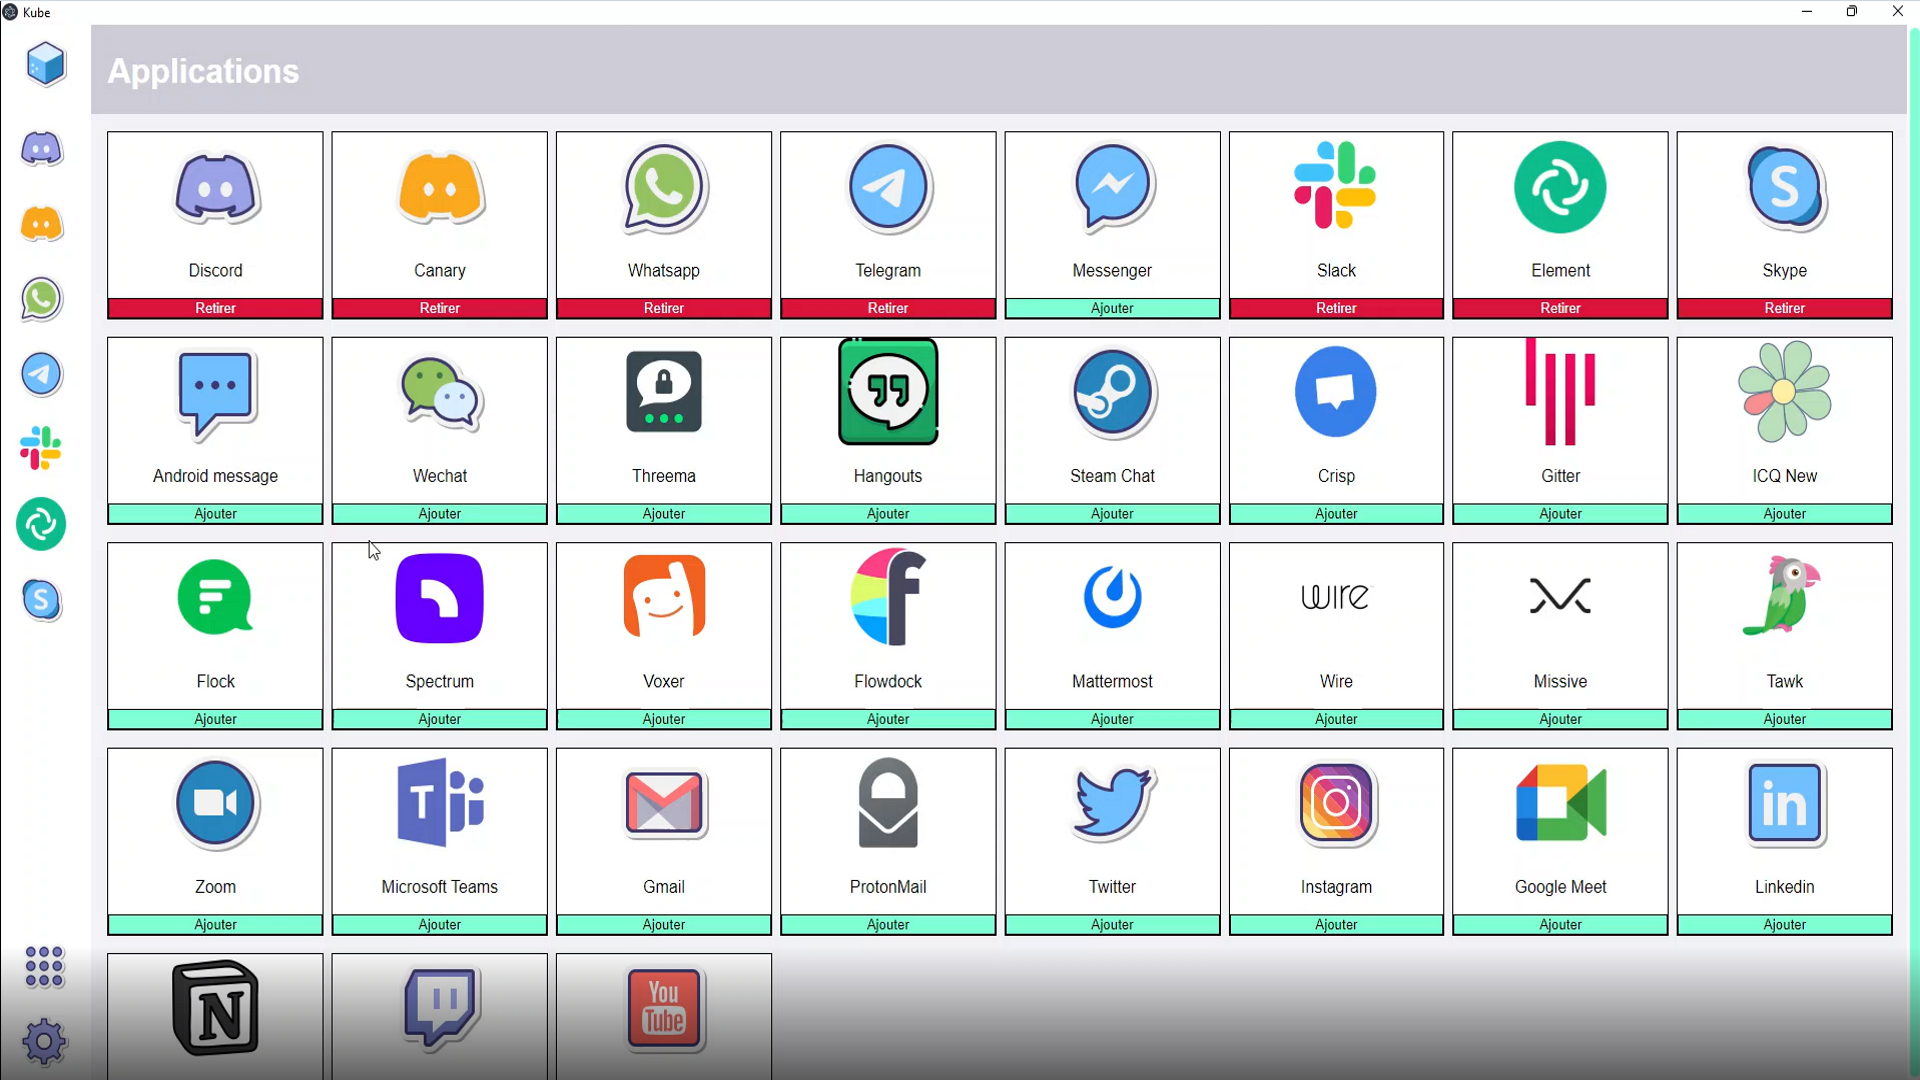 Kube
Applications
Discord Canary Whatsapp Telegram Messenger Slack Element Skype
Retirer Retirer Retirer Retirer Ajouter Retirer Retirer Retirer
Android message Wechat Threema Hangouts Steam Chat Crisp Gitter ICQ New
Ajouter Ajouter Ajouter Ajouter Ajouter Ajouter Ajouter Ajouter
wire
Flock Spectrum Voxer Flowdock Mattermost Wire Missive Tawk
Ajouter Ajouter Ajouter Ajouter Ajouter Ajouter Ajouter Ajouter
Zoom Microsoft Teams Gmail ProtonMail Twitter Instagram Google Meet Linkedin
Ajouter Ajouter Ajouter Ajouter Ajouter Ajouter Ajouter Ajouter
You
Tube